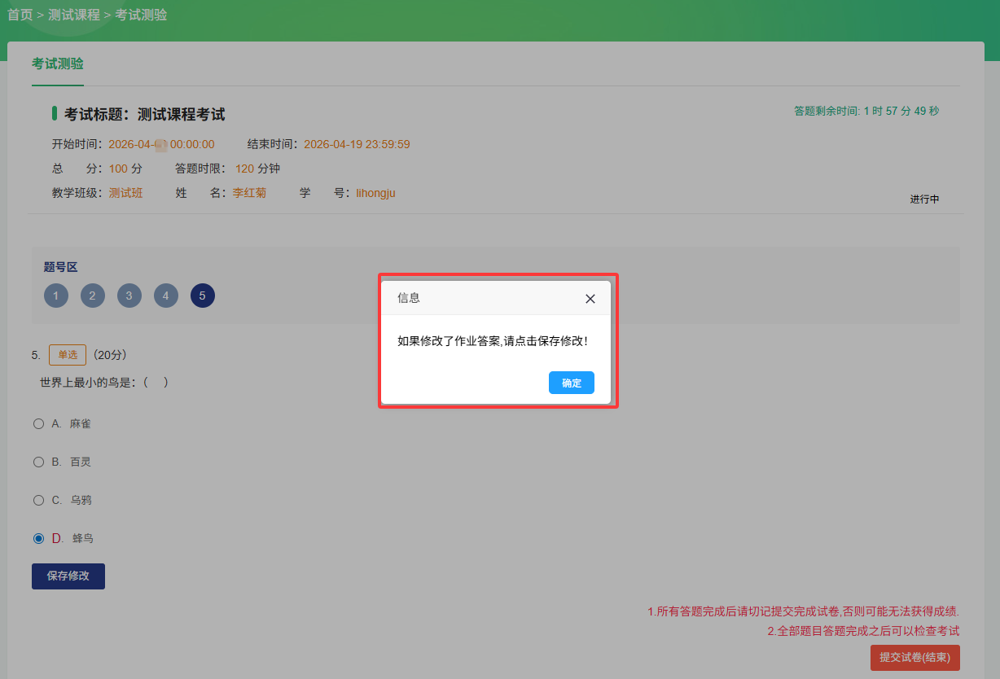 首页 > 测试课程 > 考试测验
考试测验
考试标题：测试课程考试
答题剩余时间: 1 时 57 分 49 秒
开始时间：2026-04- 00:00:00 结束时间：2026-04-19 23:59:59
总 分：100 分 答题时限： 120 分钟
教学班级：测试班 姓 名：李红菊 学 号：lihongju
进行中
题号区
1 2 3 4 5
信息
如果修改了作业答案,请点击保存修改！
确定
5. 单选 （20分）
世界上最小的鸟是：（ ）
A. 麻雀
B. 百灵
C. 乌鸦
D. 蜂鸟
保存修改
1.所有答题完成后请切记提交完成试卷,否则可能无法获得成绩.
2.全部题目答题完成之后可以检查考试
提交试卷(结束)